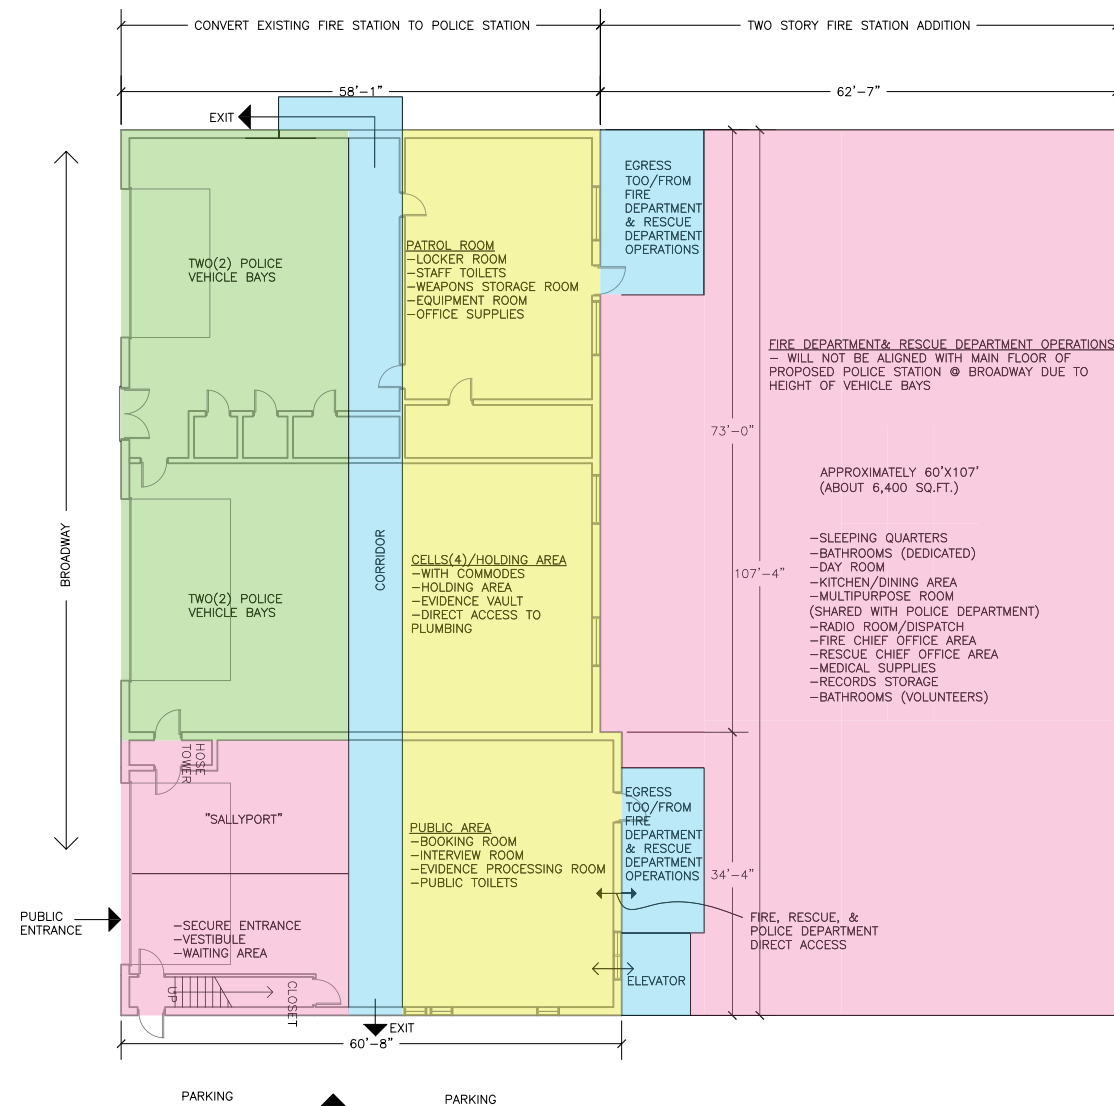 CONVERT EXISTING FIRE STATION TO POLICE STATION
TWO STORY FIRE STATION ADDITION
58'-1"
62'-7"
EXIT
EGRESS
TOO/FROM
FIRE
DEPARTMENT
& RESCUE
DEPARTMENT
OPERATIONS
TWO(2) POLICE
VEHICLE BAYS
PATROL ROOM
-LOCKER ROOM
-STAFF TOILETS
-WEAPONS STORAGE ROOM
-EQUIPMENT ROOM
-OFFICE SUPPLIES
FIRE DEPARTMENT& RESCUE DEPARTMENT OPERATIONS
- WILL NOT BE ALIGNED WITH MAIN FLOOR OF
PROPOSED POLICE STATION @ BROADWAY DUE TO
HEIGHT OF VEHICLE BAYS
73'-0"
APPROXIMATELY 60'X107'
(ABOUT 6,400 SQ.FT.)
BROADWAY
CORRIDOR
TWO(2) POLICE
VEHICLE BAYS
CELLS(4)/HOLDING AREA
-WITH COMMODES
-HOLDING AREA
-EVIDENCE VAULT
-DIRECT ACCESS TO
PLUMBING
107'-4"
-SLEEPING QUARTERS
-BATHROOMS (DEDICATED)
-DAY ROOM
-KITCHEN/DINING AREA
-MULTIPURPOSE ROOM
(SHARED WITH POLICE DEPARTMENT)
-RADIO ROOM/DISPATCH
-FIRE CHIEF OFFICE AREA
-RESCUE CHIEF OFFICE AREA
-MEDICAL SUPPLIES
-RECORDS STORAGE
-BATHROOMS (VOLUNTEERS)
HOSE
TOWER
"SALLYPORT"
PUBLIC AREA
-BOOKING ROOM
-INTERVIEW ROOM
-EVIDENCE PROCESSING ROOM
-PUBLIC TOILETS
EGRESS
TOO/FROM
FIRE
DEPARTMENT
& RESCUE
DEPARTMENT
OPERATIONS
34'-4"
PUBLIC
ENTRANCE
-SECURE ENTRANCE
-VESTIBULE
-WAITING AREA
FIRE, RESCUE, &
POLICE DEPARTMENT
DIRECT ACCESS
UP
CLOSET
ELEVATOR
EXIT
60'-8"
PARKING
PARKING